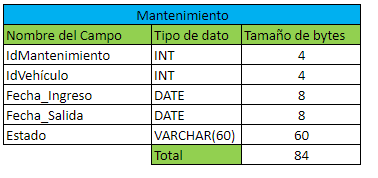 Mantenimiento
Nombre del Campo Tipo de dato Tamaño de bytes
IdMantenimiento INT 4
IdVehículo INT 4
Fecha_Ingreso DATE 8
Fecha_Salida DATE 8
Estado VARCHAR(60) 60
Total 84